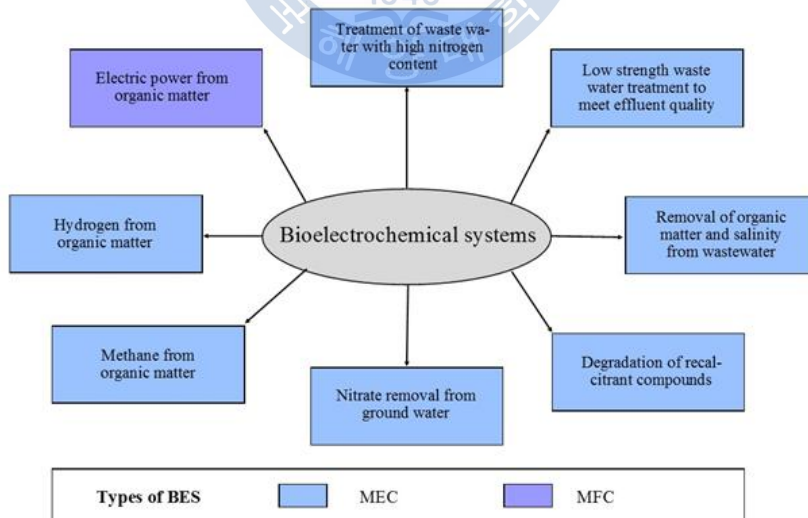 Treatment of waste wa-
ter with high nitrogen
content
Electric power from
organic matter
Low strength waste
water treatment to
meet effluent quality
Hydrogen from
organic matter
Bioelectrochemical systems
Removal of organic
matter and salinity
from wastewater
Methane from
organic matter
Nitrate removal from
ground water
Degradation of recal-
citrant compounds
Types of BES
MEC
MFC